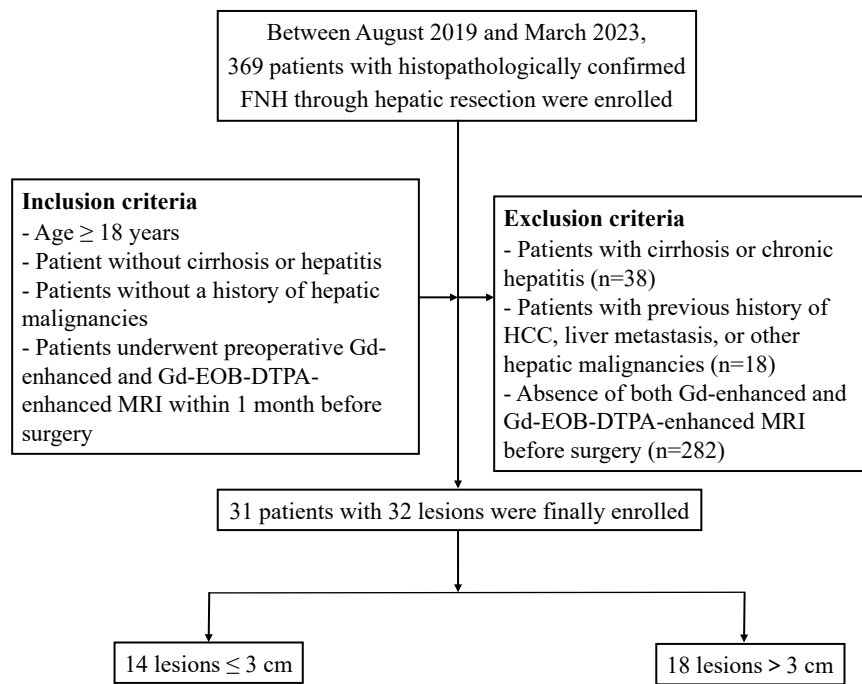 Between August 2019 and March 2023,
369 patients with histopathologically confirmed
FNH through hepatic resection were enrolled
Inclusion criteria
- Age ≥ 18 years
- Patient without cirrhosis or hepatitis
- Patients without a history of hepatic
malignancies
- Patients underwent preoperative Gd-
enhanced and Gd-EOB-DTPA-
enhanced MRI within 1 month before
surgery
Exclusion criteria
- Patients with cirrhosis or chronic
hepatitis (n=38)
- Patients with previous history of
HCC, liver metastasis, or other
hepatic malignancies (n=18)
- Absence of both Gd-enhanced and
Gd-EOB-DTPA-enhanced MRI
before surgery (n=282)
31 patients with 32 lesions were finally enrolled
14 lesions ≤ 3 cm
18 lesions > 3 cm